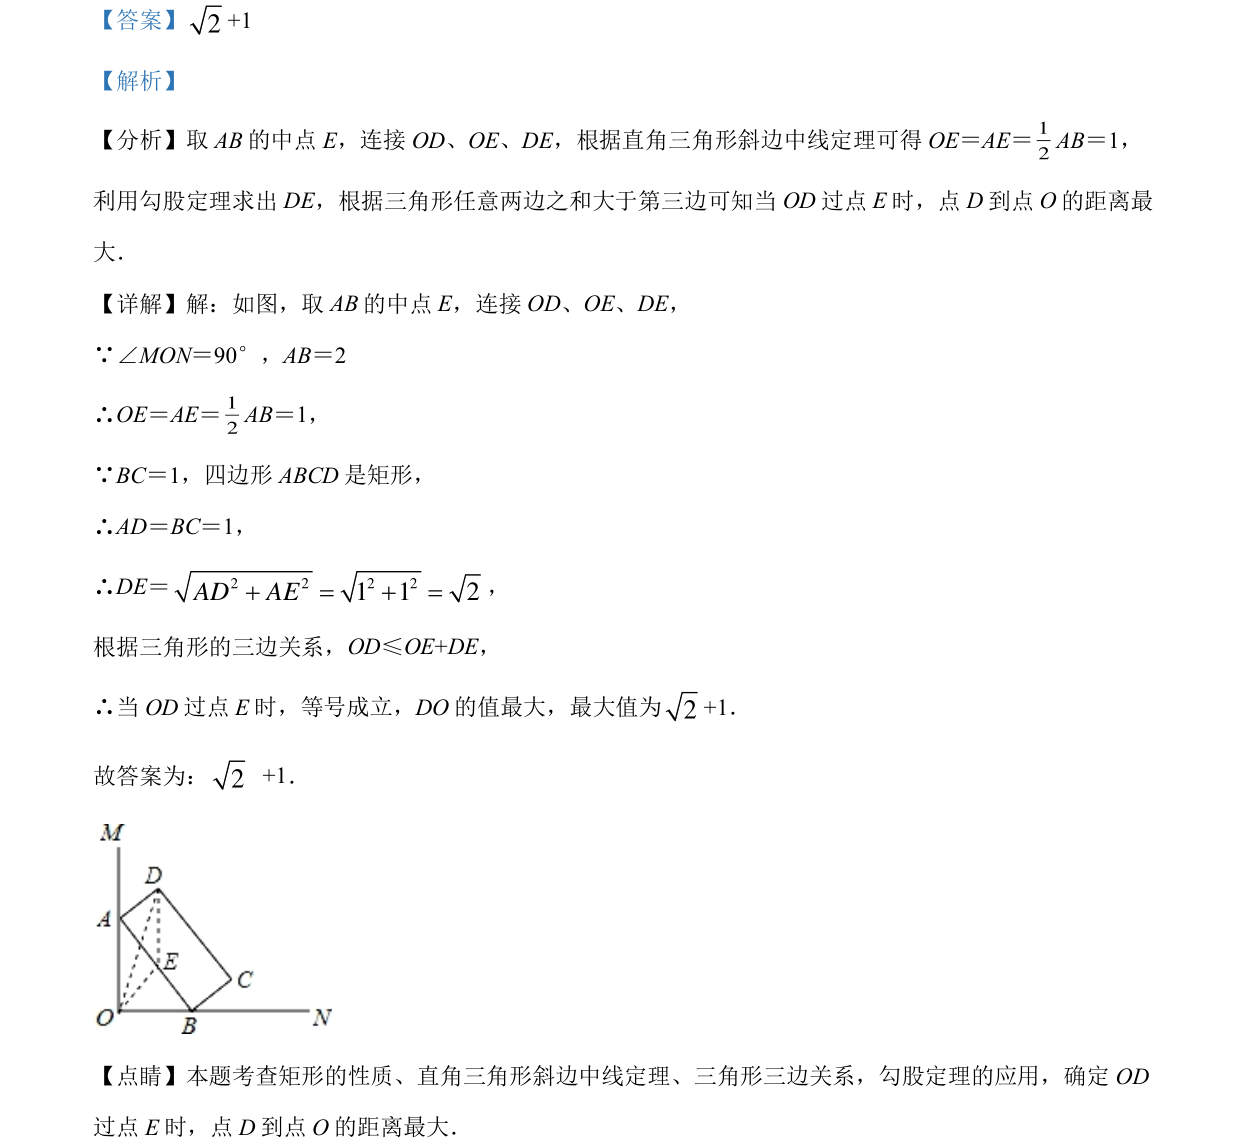 【答案】√2+1
【解析】
【分析】取 AB 的中点 E，连接 OD、OE、DE，根据直角三角形斜边中线定理可得 OE＝AE＝1/2 AB＝1，
利用勾股定理求出 DE，根据三角形任意两边之和大于第三边可知当 OD 过点 E 时，点 D 到点 O 的距离最
大．
【详解】解：如图，取 AB 的中点 E，连接 OD、OE、DE，
∵∠MON＝90°，AB＝2
∴OE＝AE＝1/2 AB＝1，
∵BC＝1，四边形 ABCD 是矩形，
∴AD＝BC＝1，
∴DE＝√(AD²+AE²)=√(1²+1²)=√2，
根据三角形的三边关系，OD≤OE+DE，
∴当 OD 过点 E 时，等号成立，DO 的值最大，最大值为√2+1．
故答案为：√2 +1．
M
D
A
E
C
O
B
N
【点睛】本题考查矩形的性质、直角三角形斜边中线定理、三角形三边关系，勾股定理的应用，确定 OD
过点 E 时，点 D 到点 O 的距离最大．